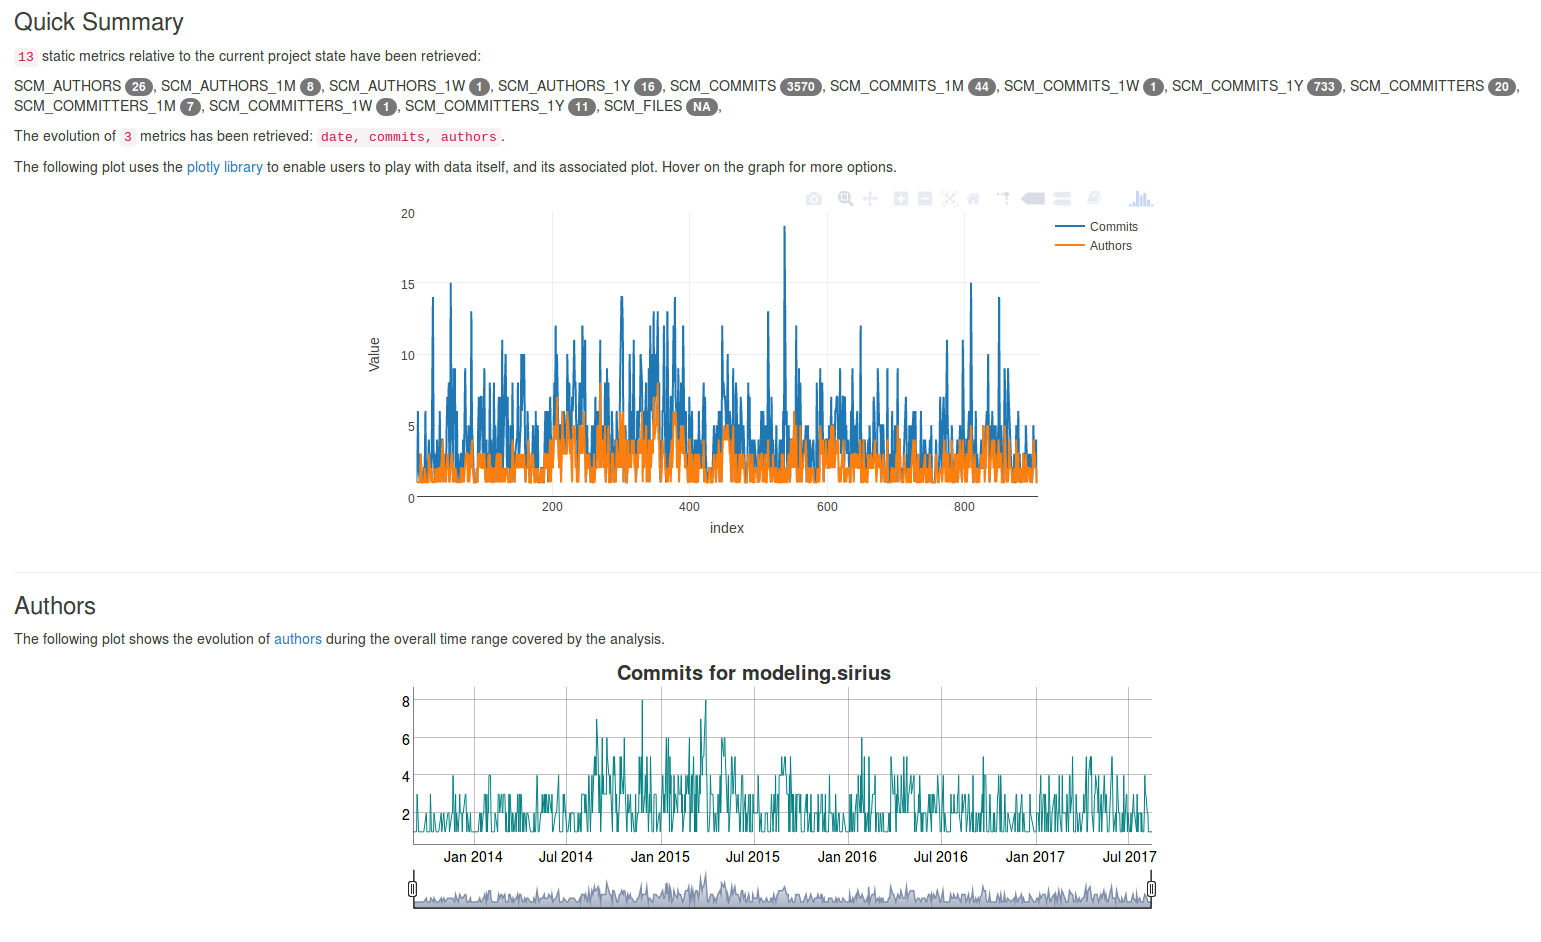 Quick Summary
13 static metrics relative to the current project state have been retrieved:
SCM_AUTHORS 26, SCM_AUTHORS_1M 8, SCM_AUTHORS_1W 1, SCM_AUTHORS_1Y 16, SCM_COMMITS 3570, SCM_COMMITS_1M 44, SCM_COMMITS_1W 1, SCM_COMMITS_1Y 733, SCM_COMMITTERS 20,
SCM_COMMITTERS_1M 7, SCM_COMMITTERS_1W 1, SCM_COMMITTERS_1Y 11, SCM_FILES NA,
The evolution of 3 metrics has been retrieved: date, commits, authors.
The following plot uses the plotly library to enable users to play with data itself, and its associated plot. Hover on the graph for more options.
20
15
10
5
0
Value
200 400 600 800
index
Commits
Authors
Authors
The following plot shows the evolution of authors during the overall time range covered by the analysis.
Commits for modeling.sirius
8
6
4
2
Jan 2014 Jul 2014 Jan 2015 Jul 2015 Jan 2016 Jul 2016 Jan 2017 Jul 2017